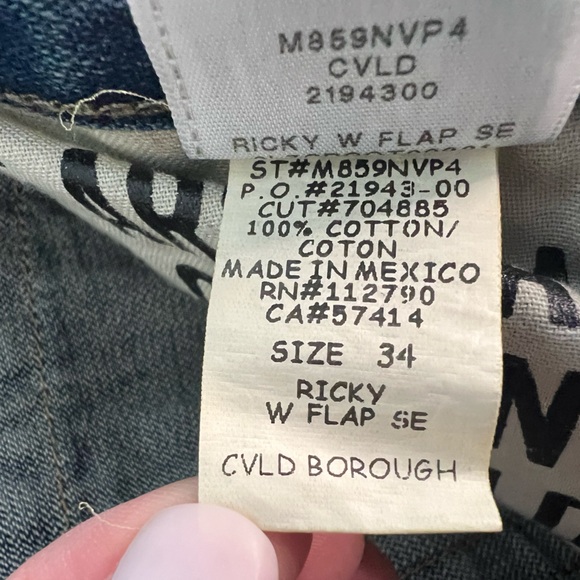 M859NVP4
CVLD
2194300
RICKY W FLAP SE
ST#M859NVP4
P.O.#21943-00
CUT#704885
100% COTTON/
COTON
MADE IN MEXICO
RN#112790
CA#57414
SIZE 34
RICKY
W FLAP SE
CVLD BOROUGH